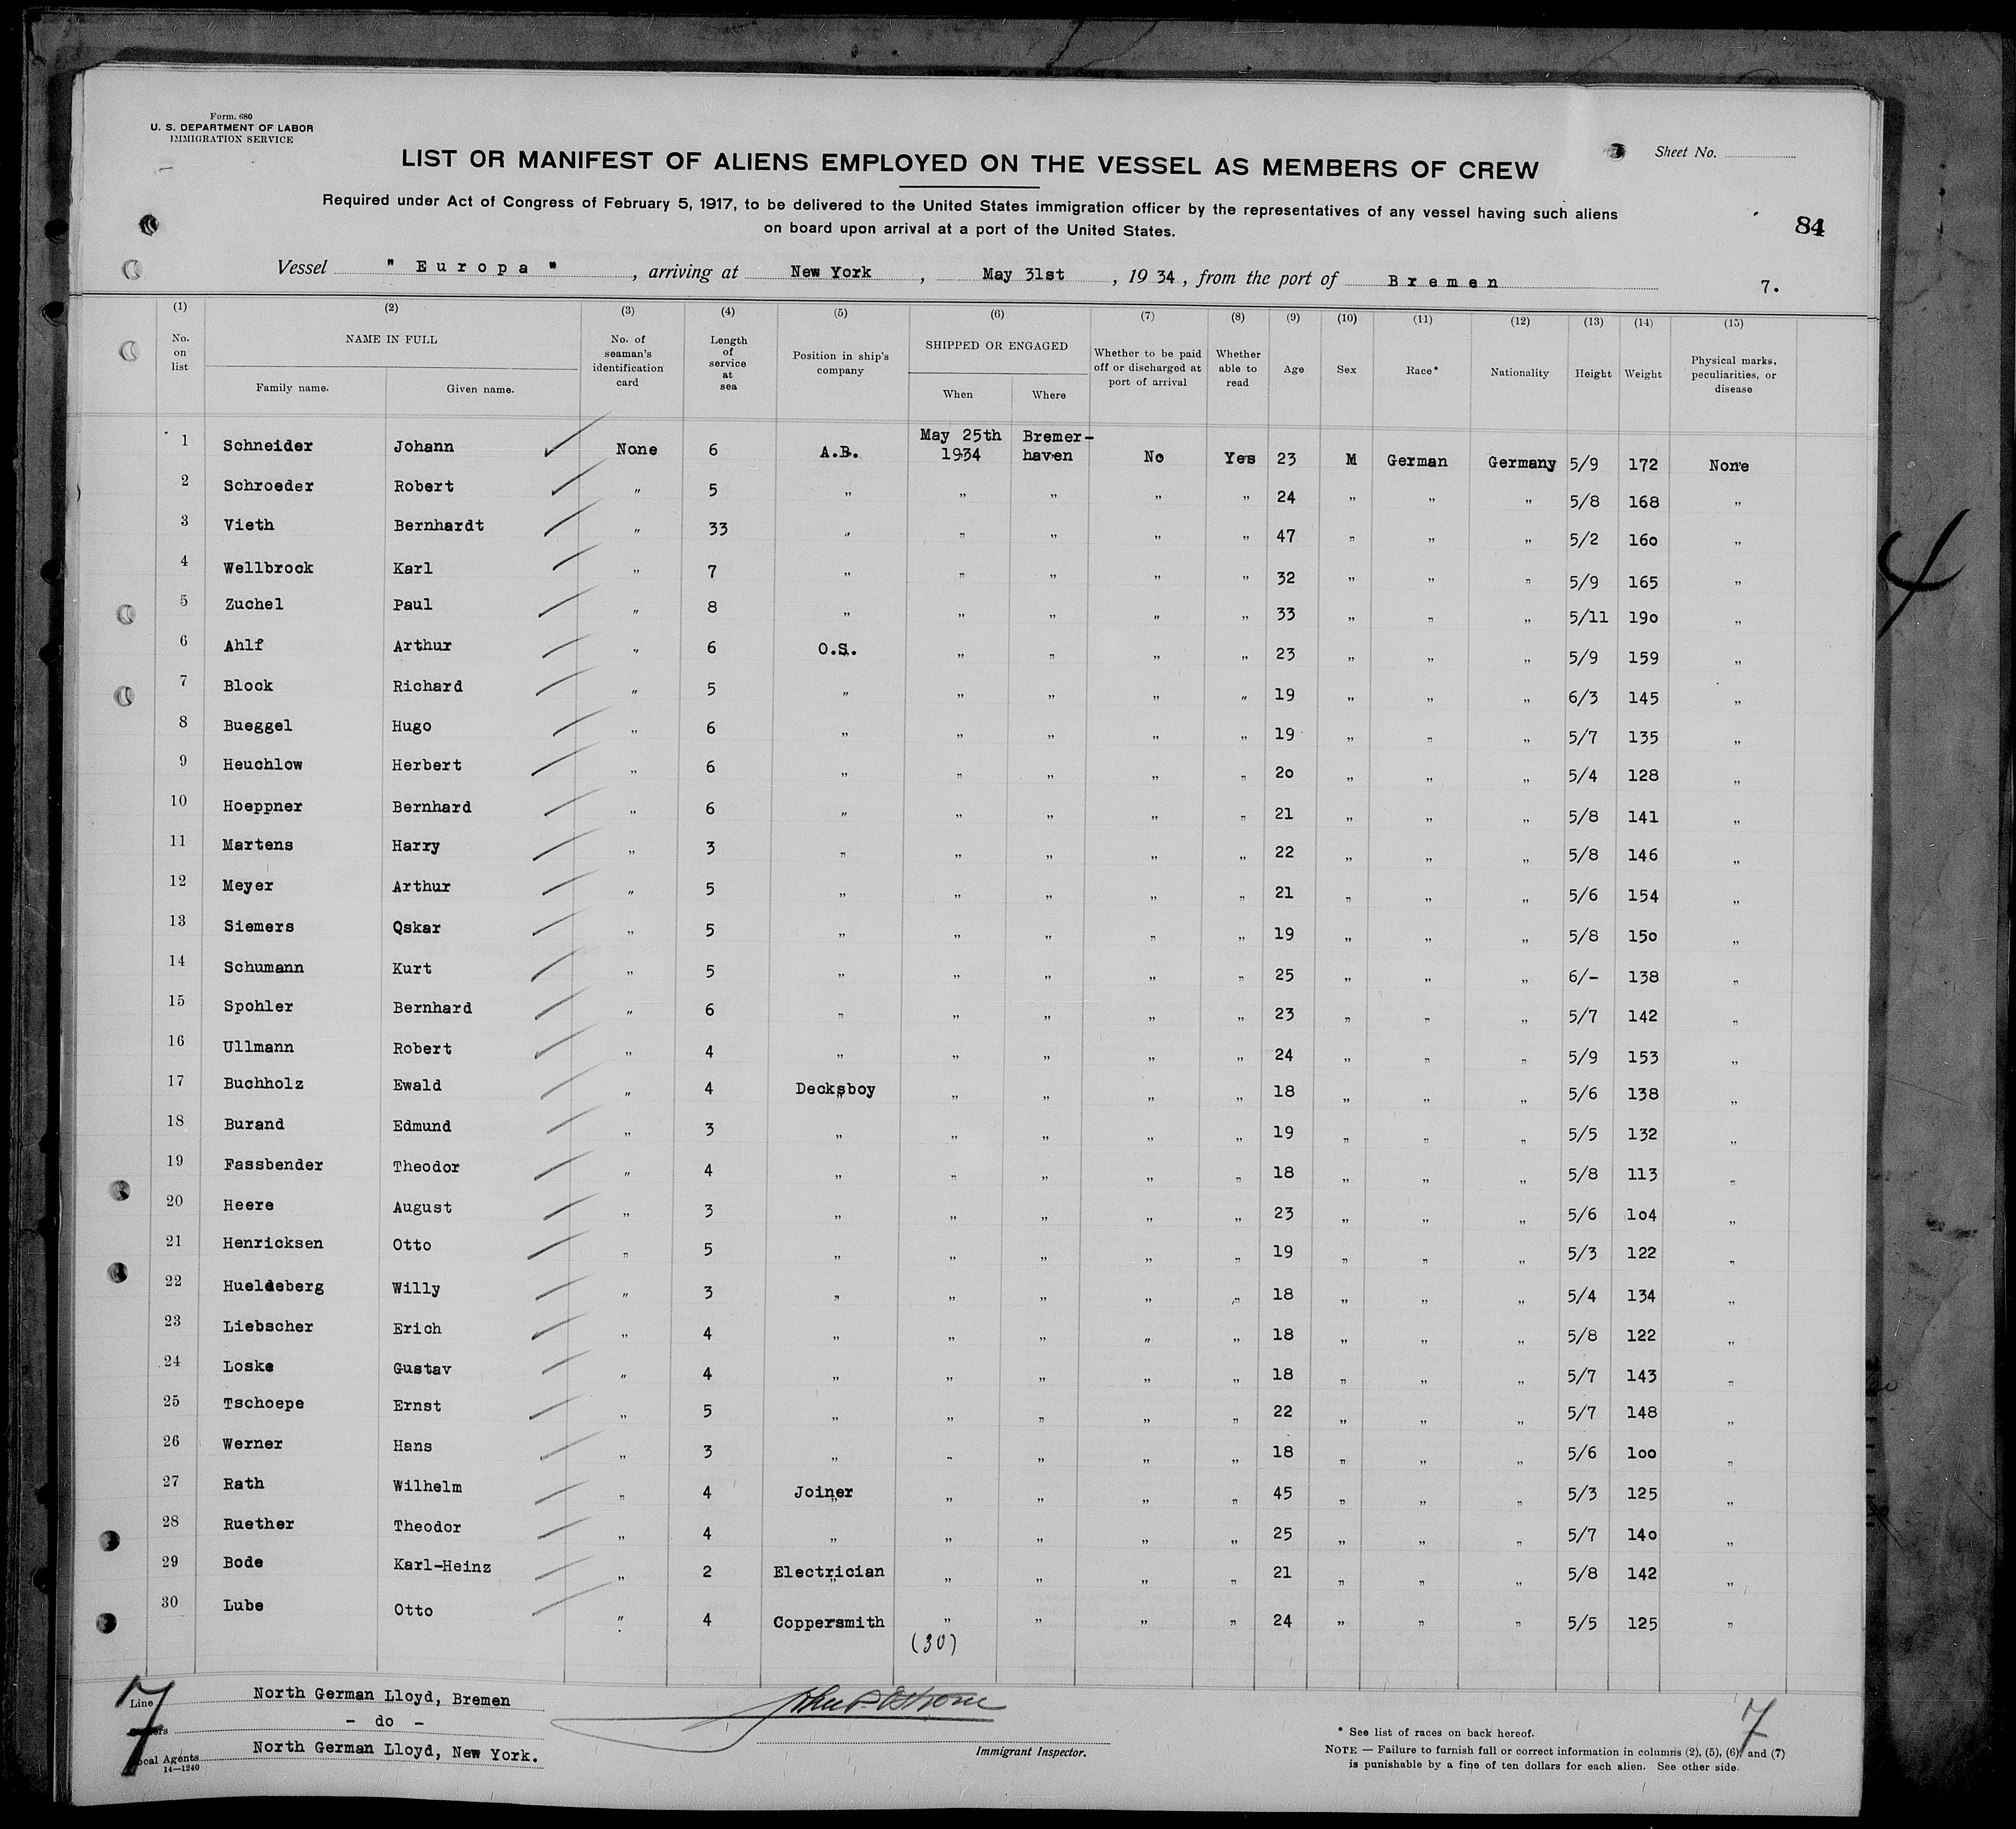 Form. 680
U. S. DEPARTMENT OF LABOR
IMMIGRATION SERVICE
Sheet No.
LIST OR MANIFEST OF ALIENS EMPLOYED ON THE VESSEL AS MEMBERS OF CREW
Required under Act of Congress of February 5, 1917, to be delivered to the United States immigration officer by the representatives of any vessel having such aliens
on board upon arrival at a port of the United States.
84
Vessel " Europa ", arriving at New York, May 31st, 1934, from the port of Bremen
7.
(1) (2) (3) (4) (5) (6) (7) (8) (9) (10) (11) (12) (13) (14) (15)
No. on list
NAME IN FULL
Family name. Given name.
No. of seaman's identification card
Length of service at sea
Position in ship's company
SHIPPED OR ENGAGED
When Where
Whether to be paid off or discharged at port of arrival
Whether able to read
Age
Sex
Race*
Nationality
Height
Weight
Physical marks, peculiarities, or disease
1 Schneider Johann None 6 A.B. May 25th 1934 Bremerhaven No Yes 23 M German Germany 5/9 172 None
2 Schroeder Robert " 5 " " " " " 24 " " " 5/8 168 "
3 Vieth Bernhardt " 33 " " " " " 47 " " " 5/2 160 "
4 Wellbrock Karl " 7 " " " " " 32 " " " 5/9 165 "
5 Zuchel Paul " 8 " " " " " 33 " " " 5/11 190 "
6 Ahlf Arthur " 6 O.S. " " " " 23 " " " 5/9 159 "
7 Block Richard " 5 " " " " " 19 " " " 6/3 145 "
8 Bueggel Hugo " 6 " " " " " 19 " " " 5/7 135 "
9 Heuchlow Herbert " 6 " " " " " 20 " " " 5/4 128 "
10 Hoeppner Bernhard " 6 " " " " " 21 " " " 5/8 141 "
11 Martens Harry " 3 " " " " " 22 " " " 5/8 146 "
12 Meyer Arthur " 5 " " " " " 21 " " " 5/6 154 "
13 Siemers Qskar " 5 " " " " " 19 " " " 5/8 150 "
14 Schumann Kurt " 5 " " " " " 25 " " " 6/- 138 "
15 Spohler Bernhard " 6 " " " " " 23 " " " 5/7 142 "
16 Ullmann Robert " 4 " " " " " 24 " " " 5/9 153 "
17 Buchholz Ewald " 4 Decksboy " " " " 18 " " " 5/6 138 "
18 Burand Edmund " 3 " " " " " 19 " " " 5/5 132 "
19 Fassbender Theodor " 4 " " " " " 18 " " " 5/8 113 "
20 Heere August " 3 " " " " " 23 " " " 5/6 104 "
21 Henricksen Otto " 5 " " " " " 19 " " " 5/3 122 "
22 Hueldeberg Willy " 3 " " " " " 18 " " " 5/4 134 "
23 Liebscher Erich " 4 " " " " " 18 " " " 5/8 122 "
24 Loske Gustav " 4 " " " " " 18 " " " 5/7 143 "
25 Tschoepe Ernst " 5 " " " " " 22 " " " 5/7 148 "
26 Werner Hans " 3 " " " " " 18 " " " 5/6 100 "
27 Rath Wilhelm " 4 Joiner " " " " 45 " " " 5/3 125 "
28 Ruether Theodor " 4 " " " " " 25 " " " 5/7 140 "
29 Bode Karl-Heinz " 2 Electrician " " " " 21 " " " 5/8 142 "
30 Lube Otto " 4 Coppersmith " " " " 24 " " " 5/5 125 "
(30)
4
Line North German Lloyd, Bremen
- do -
Local Agents North German Lloyd, New York.
14—1240
7
Immigrant Inspector.
* See list of races on back hereof.
NOTE — Failure to furnish full or correct information in columns (2), (5), (6), and (7)
is punishable by a fine of ten dollars for each alien. See other side.
7